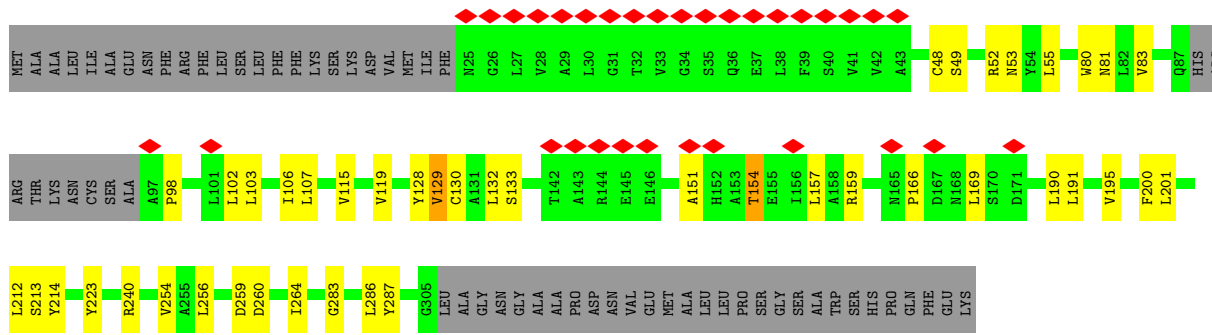 MET ALA ALA LEU ILE ALA GLU ASN PHE ARG PHE LEU SER LEU PHE PHE LYS SER LYS ASP VAL MET ILE PHE N25 G26 L27 V28 A29 L30 G31 T32 V33 G34 S35 Q36 E37 L38 F39 S40 V41 V42 A43 C48 S49 R52 N53 Y54 L55 W80 N81 L82 V83 Q87 HIS
ARG THR LYS ASN CYS SER ALA A97 P98 L101 L102 L103 I106 L107 V115 V119 Y128 V129 C130 A131 L132 S133 T142 A143 R144 E145 E146 A151 H152 A153 T154 E155 I156 L157 A158 R159 N165 P166 D167 N168 L169 S170 D171 L190 L191 V195 F200 L201
L212 S213 Y214 Y223 R240 V254 A255 L256 D259 D260 I264 G283 L286 Y287 G305 LEU ALA GLY ASN GLY ALA ALA PRO ASP ASN VAL GLU MET ALA LEU LEU PRO SER GLY SER ALA TRP SER HIS PRO GLN PHE GLU LYS